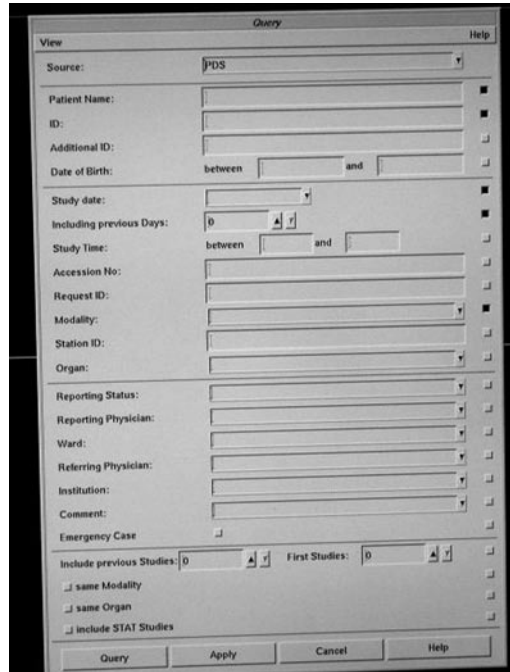 Query
View Help
Source: PDS
Patient Name:
ID:
Additional ID:
Date of Birth: between and
Study date:
Including previous Days: 0
Study Time: between and
Accession No:
Request ID:
Modality:
Station ID:
Organ:
Reporting Status:
Reporting Physician:
Ward:
Referring Physician:
Institution:
Comment:
Emergency Case
Include previous Studies: 0 First Studies: 0
same Modality
same Organ
include STAT Studies
Query Apply Cancel Help